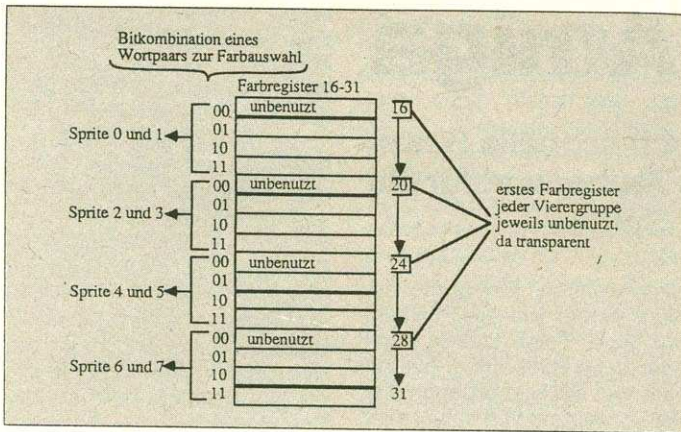 Bitkombination eines
Wortpaars zur Farbauswahl
Farbregister 16-31
00 unbenutzt 16
01
Sprite 0 und 1
10
11
00 unbenutzt 20
01
Sprite 2 und 3
10
11
erstes Farbregister
jeder Vierergruppe
jeweils unbenutzt,
da transparent
00 unbenutzt 24
01
Sprite 4 und 5
10
11
00 unbenutzt 28
01
Sprite 6 und 7
10
11 31